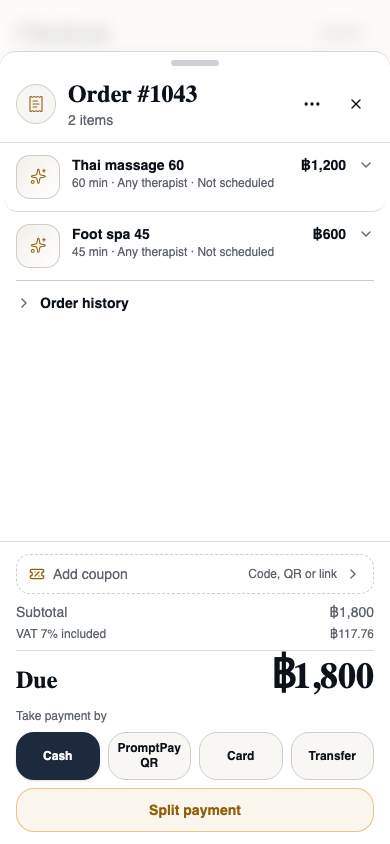 Order #1043
2 items
Thai massage 60
฿1,200
60 min · Any therapist · Not scheduled
Foot spa 45
฿600
45 min · Any therapist · Not scheduled
Order history
Add coupon
Code, QR or link
Subtotal
฿1,800
VAT 7% included
฿117.76
Due
฿1,800
Take payment by
Cash
PromptPay
QR
Card
Transfer
Split payment